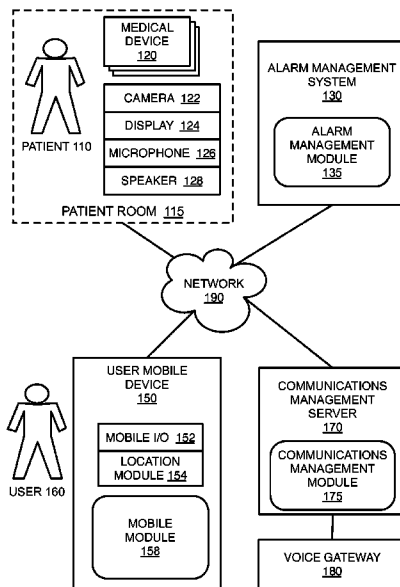 MEDICAL
DEVICE
120
CAMERA 122
DISPLAY 124
MICROPHONE 126
SPEAKER 128
PATIENT 110
PATIENT ROOM 115
ALARM MANAGEMENT
SYSTEM
130
ALARM
MANAGEMENT
MODULE
135
NETWORK
190
USER MOBILE
DEVICE
150
MOBILE I/O 152
LOCATION
MODULE 154
MOBILE
MODULE
158
USER 160
COMMUNICATIONS
MANAGEMENT
SERVER
170
COMMUNICATIONS
MANAGEMENT
MODULE
175
VOICE GATEWAY
180